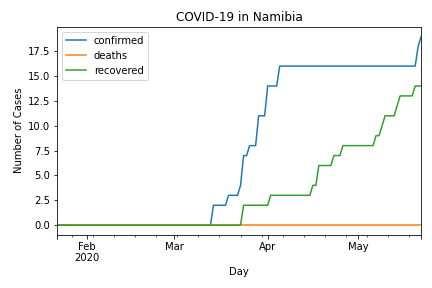 COVID-19 in Namibia
confirmed
deaths
recovered
Number of Cases
17.5
15.0
12.5
10.0
7.5
5.0
2.5
0.0
Feb
2020
Mar
Apr
May
Day